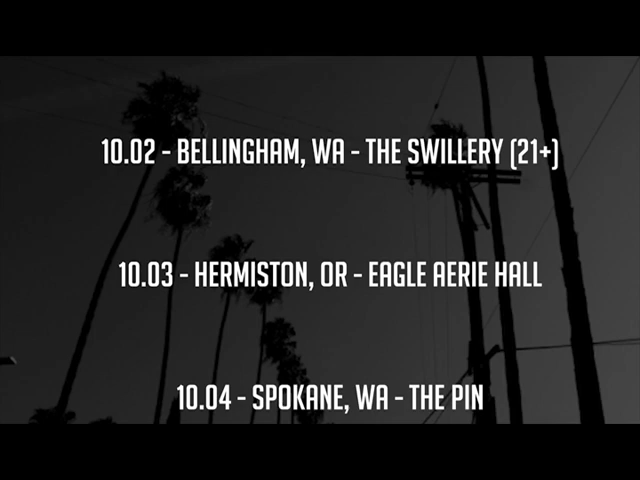 10.02 - BELLINGHAM, WA - THE SWILLERY (21+)
10.03 - HERMISTON, OR - EAGLE AERIE HALL
10.04 - SPOKANE, WA - THE PIN